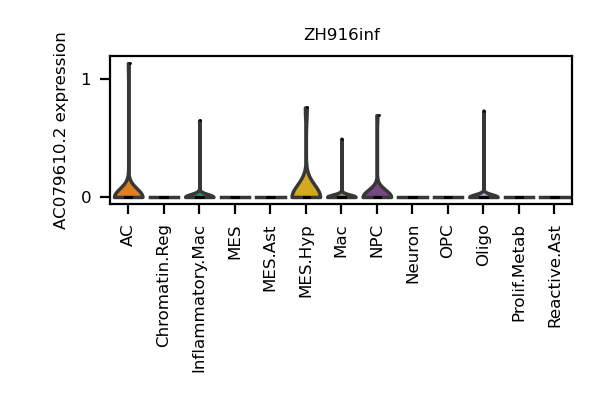 ZH916inf
AC079610.2 expression
1
0
AC
Chromatin.Reg
Inflammatory.Mac
MES
MES.Ast
MES.Hyp
Mac
NPC
Neuron
OPC
Oligo
Prolif.Metab
Reactive.Ast